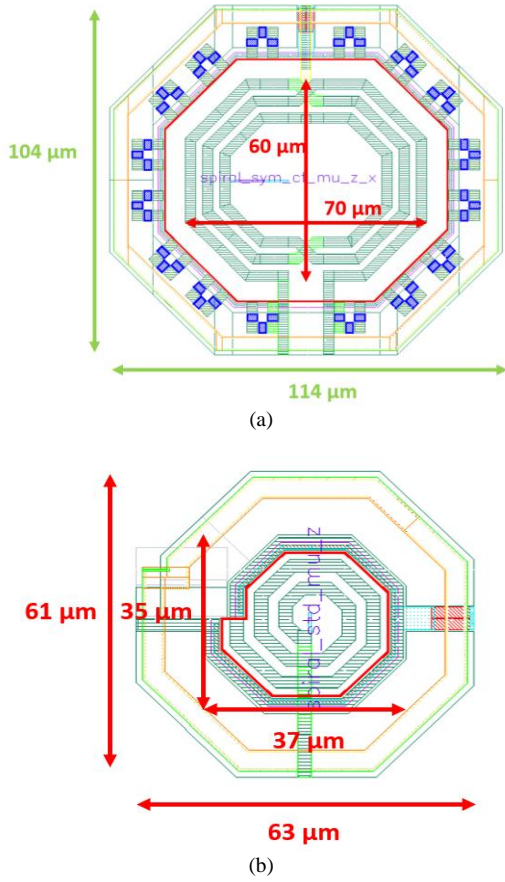 104 μm
60 μm
spiral_sym_ct_mu_z_x
70 μm
114 μm
(a)
61 μm
35 μm
spiral_std_mu_z
37 μm
63 μm
(b)